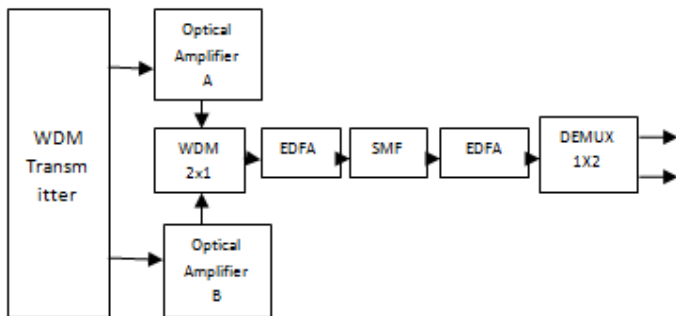 WDM
Transm
itter
Optical
Amplifier
A
WDM
2x1
EDFA
SMF
EDFA
DEMUX
1X2
Optical
Amplifier
B